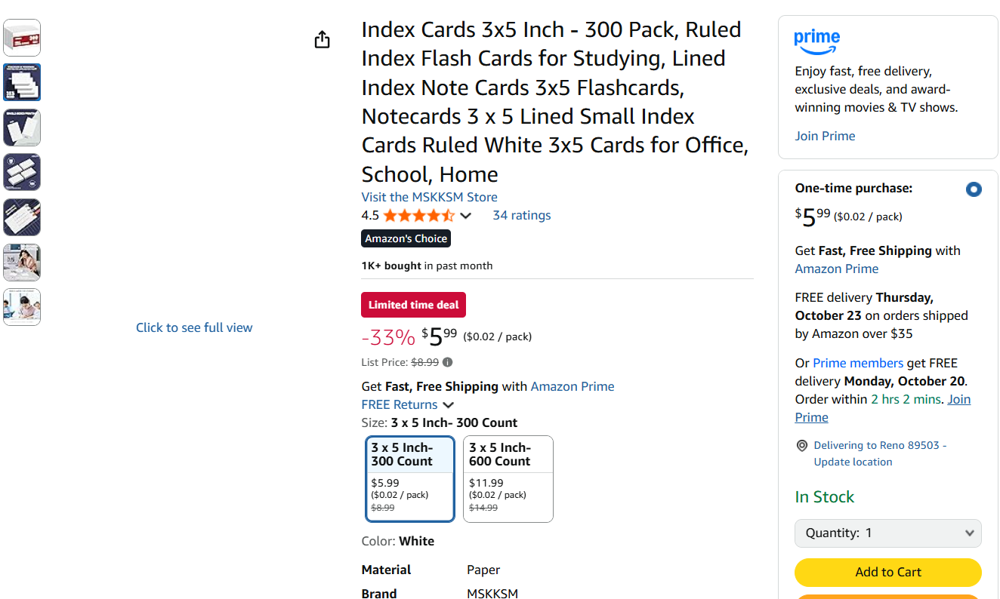 Index Cards 3x5 Inch - 300 Pack, Ruled
Index Flash Cards for Studying, Lined
Index Note Cards 3x5 Flashcards,
Notecards 3 x 5 Lined Small Index
Cards Ruled White 3x5 Cards for Office,
School, Home
Visit the MSKKSM Store
4.5 34 ratings
Amazon's Choice
1K+ bought in past month
Limited time deal
-33% $5.99 ($0.02 / pack)
List Price: $8.99
Get Fast, Free Shipping with Amazon Prime
FREE Returns
Size: 3 x 5 Inch- 300 Count
3 x 5 Inch-
300 Count
$5.99
($0.02 / pack)
$8.99
3 x 5 Inch-
600 Count
$11.99
($0.02 / pack)
$14.99
Color: White
Material Paper
Brand MSKKSM
Click to see full view
prime
Enjoy fast, free delivery,
exclusive deals, and award-
winning movies & TV shows.
Join Prime
One-time purchase:
$5.99 ($0.02 / pack)
Get Fast, Free Shipping with
Amazon Prime
FREE delivery Thursday,
October 23 on orders shipped
by Amazon over $35
Or Prime members get FREE
delivery Monday, October 20.
Order within 2 hrs 2 mins. Join
Prime
Delivering to Reno 89503 -
Update location
In Stock
Quantity: 1
Add to Cart